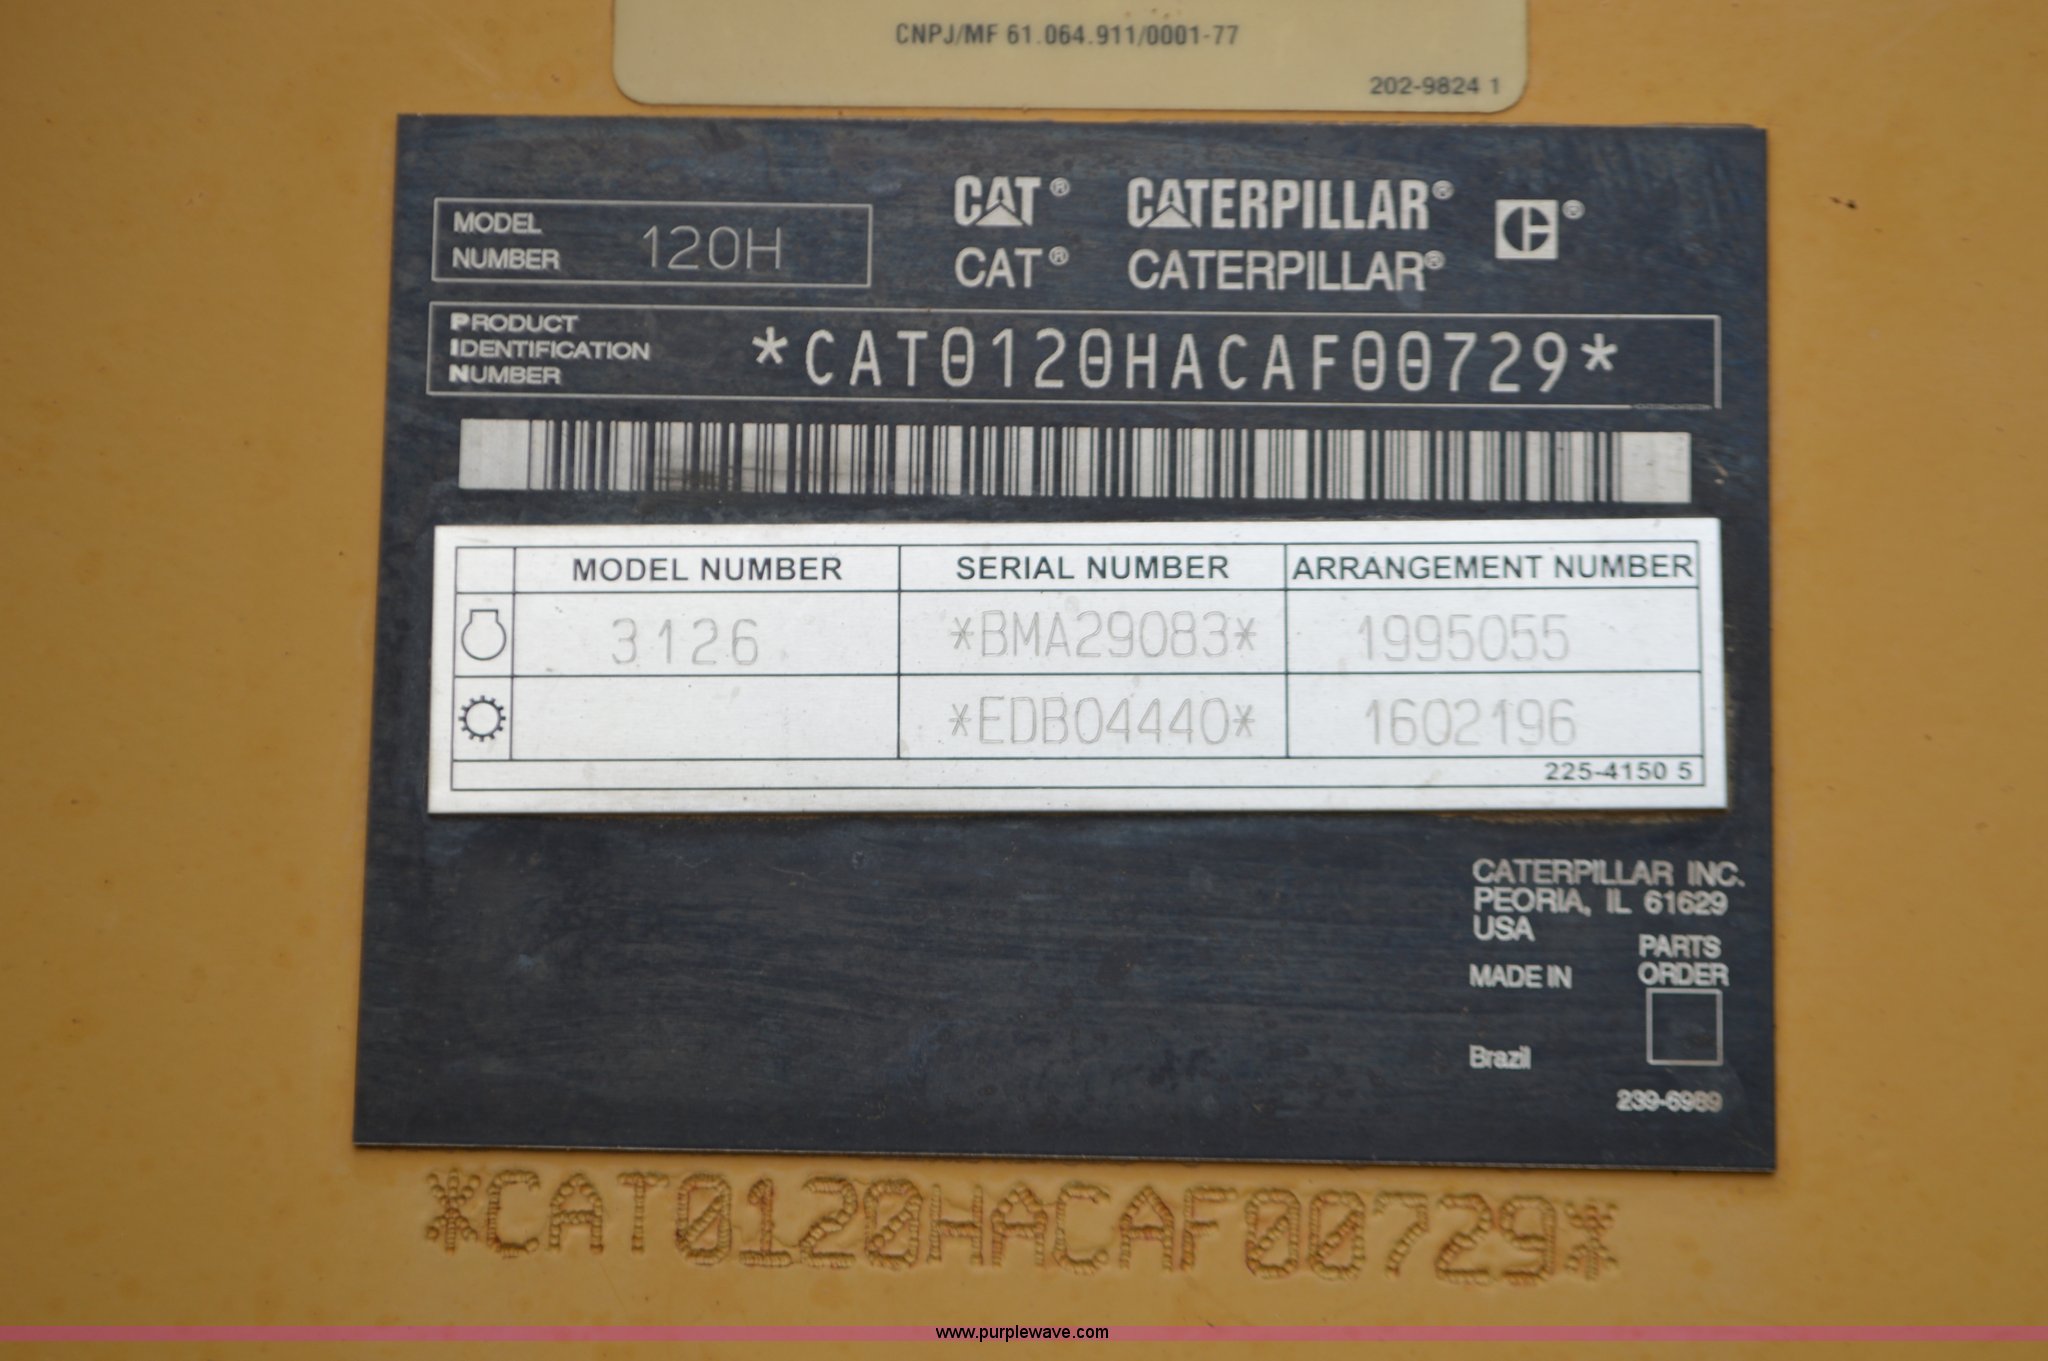 CNPJ/MF 61.064.911/0001-77
202-9824 1
MODEL NUMBER 120H
CAT® CATERPILLAR® ®
CAT® CATERPILLAR®
PRODUCT
IDENTIFICATION
NUMBER
*CAT0120HACAF00729*
MODEL NUMBER SERIAL NUMBER ARRANGEMENT NUMBER
3126 *BMA29083* 1995055
*EDB04440* 1602196
225-4150 5
CATERPILLAR INC.
PEORIA, IL 61629
USA
PARTS
ORDER
MADE IN
Brazil
239-6989
*CAT0120HACAF00729*
www.purplewave.com